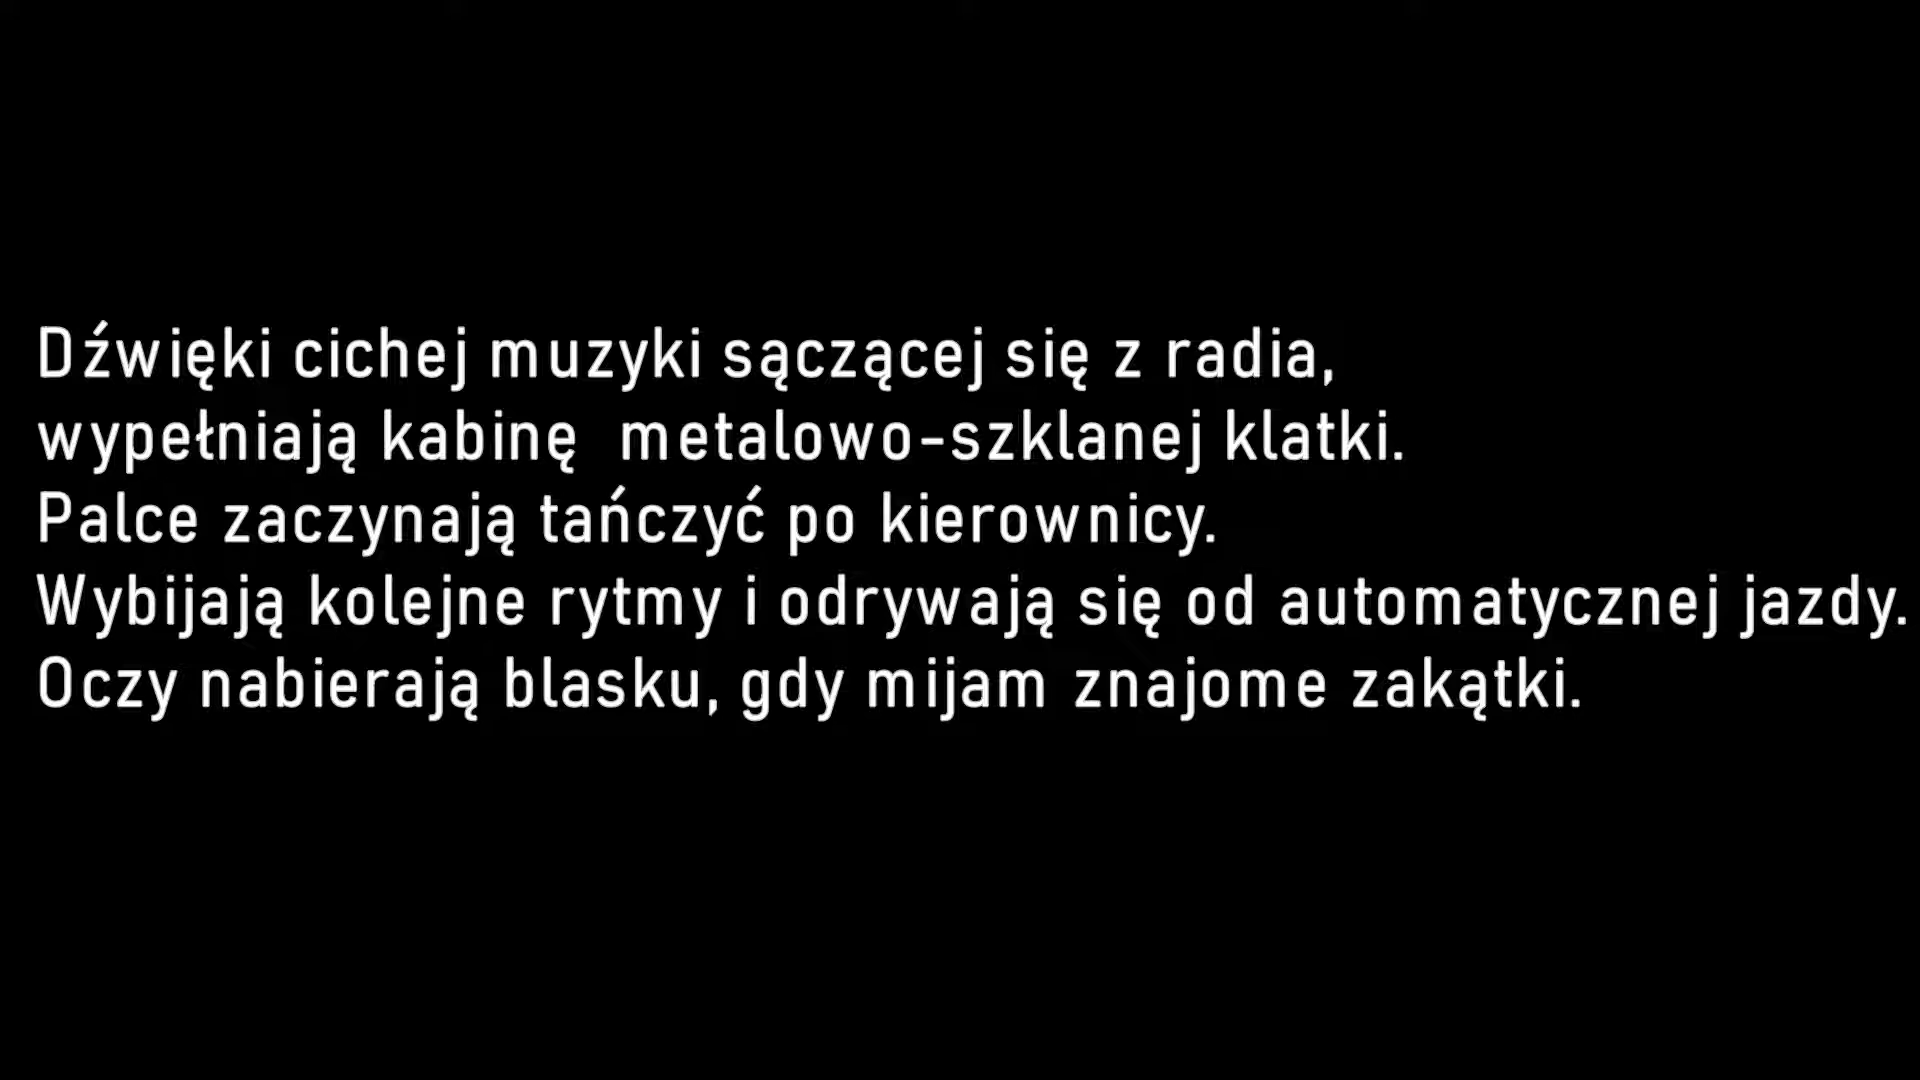 Dźwięki cichej muzyki sączącej się z radia,
wypełniają kabinę  metalowo-szklanej klatki.
Palce zaczynają tańczyć po kierownicy.
Wybijają kolejne rytmy i odrywają się od automatycznej jazdy.
Oczy nabierają blasku, gdy mijam znajome zakątki.